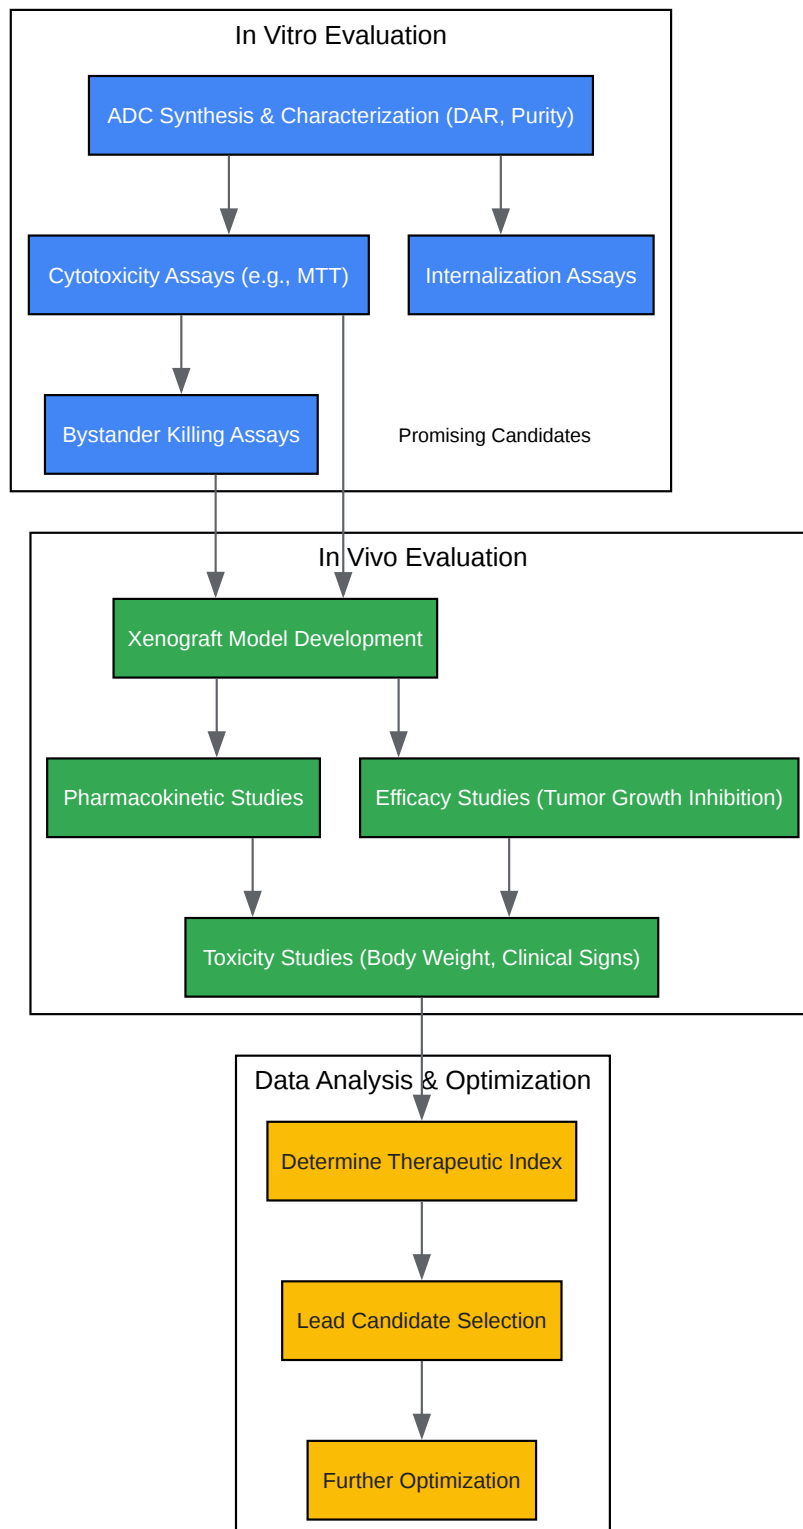 In Vitro Evaluation
ADC Synthesis & Characterization (DAR, Purity)
Cytotoxicity Assays (e.g., MTT)
Internalization Assays
Bystander Killing Assays
Promising Candidates
In Vivo Evaluation
Xenograft Model Development
Pharmacokinetic Studies
Efficacy Studies (Tumor Growth Inhibition)
Toxicity Studies (Body Weight, Clinical Signs)
Data Analysis & Optimization
Determine Therapeutic Index
Lead Candidate Selection
Further Optimization